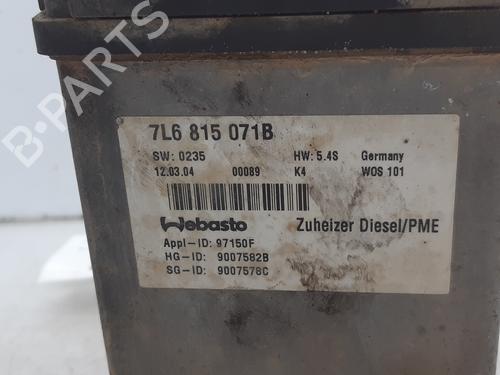 7L6 815 071B
SW: 0235 HW: 5.4S Germany
12.03.04 00089 K4 WOS 101
Webasto Zuheizer Diesel/PME
Appl-ID: 97150F
HG-ID: 9007582B
SG-ID: 9007578C
B-PARTS